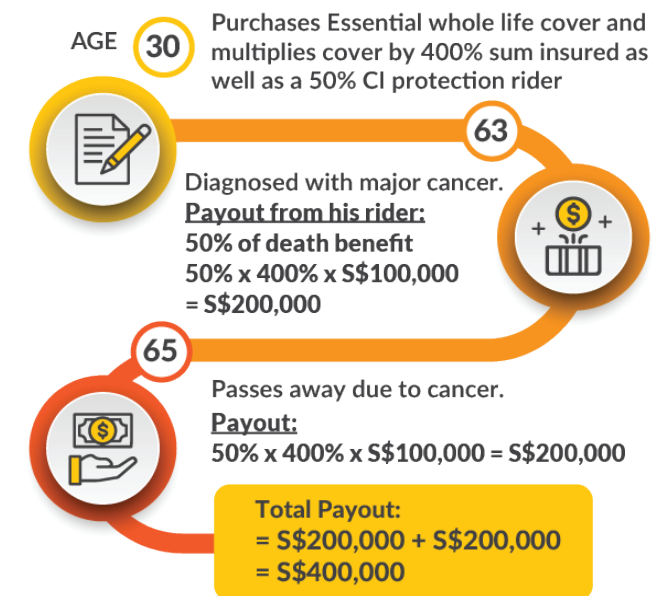 Purchases Essential whole life cover and
AGE 30 multiplies cover by 400% sum insured as
well as a 50% CI protection rider
63
Diagnosed with major cancer.
Payout from his rider:
50% of death benefit
50% x 400% x S$100,000
= S$200,000
65
Passes away due to cancer.
Payout:
50% x 400% x S$100,000 = S$200,000
Total Payout:
= S$200,000 + S$200,000
= S$400,000